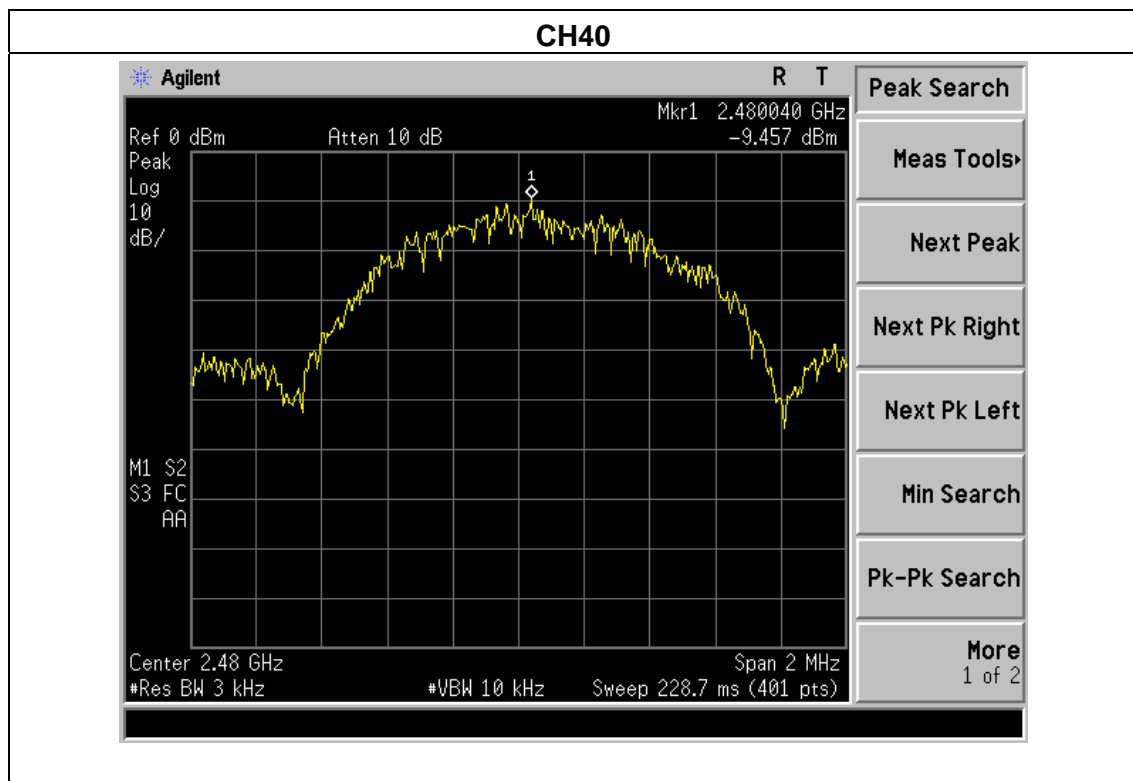 CH40
Agilent R T
Peak Search
Mkr1 2.480040 GHz
Ref 0 dBm Atten 10 dB -9.457 dBm
Peak
Log
10
dB/
1
M1 S2
S3 FC
AA
Center 2.48 GHz Span 2 MHz
#Res BW 3 kHz #VBW 10 kHz Sweep 228.7 ms (401 pts)
Meas Tools
Next Peak
Next Pk Right
Next Pk Left
Min Search
Pk-Pk Search
More
1 of 2